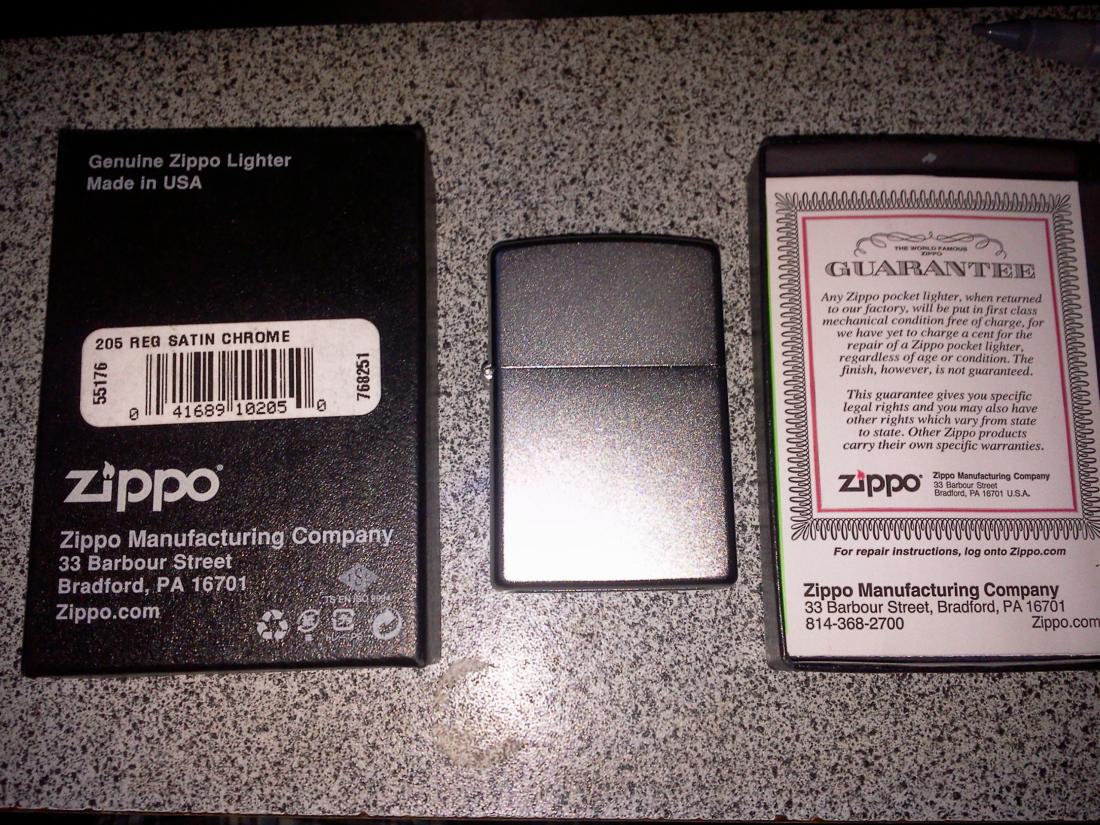 Genuine Zippo Lighter
Made in USA
205 REG SATIN CHROME
55176
768251
0 41689 10205 0
zippo
Zippo Manufacturing Company
33 Barbour Street
Bradford, PA 16701
Zippo.com
THE WORLD FAMOUS
ZIPPO
GUARANTEE
Any Zippo pocket lighter, when returned
to our factory, will be put in first class
mechanical condition free of charge, for
we have yet to charge a cent for the
repair of a Zippo pocket lighter,
regardless of age or condition. The
finish, however, is not guaranteed.
This guarantee gives you specific
legal rights and you may also have
other rights which vary from state
to state. Other Zippo products
carry their own specific warranties.
zippo
Zippo Manufacturing Company
33 Barbour Street
Bradford, PA 16701 U.S.A.
For repair instructions, log onto Zippo.com
Zippo Manufacturing Company
33 Barbour Street, Bradford, PA 16701
814-368-2700
Zippo.com